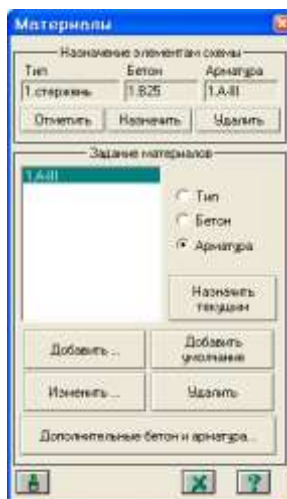 Материалы
Назначение элементам схемы
Тип Бетон Арматура
1.стержень 1.B25 1.A-III
Отметить Назначить Удалить
Задание материалов
1.A-III
Тип
Бетон
Арматура
Назначить
текущим
Добавить ... Добавить
умолчание
Изменить ... Удалить
Дополнительные бетон и арматура...
?